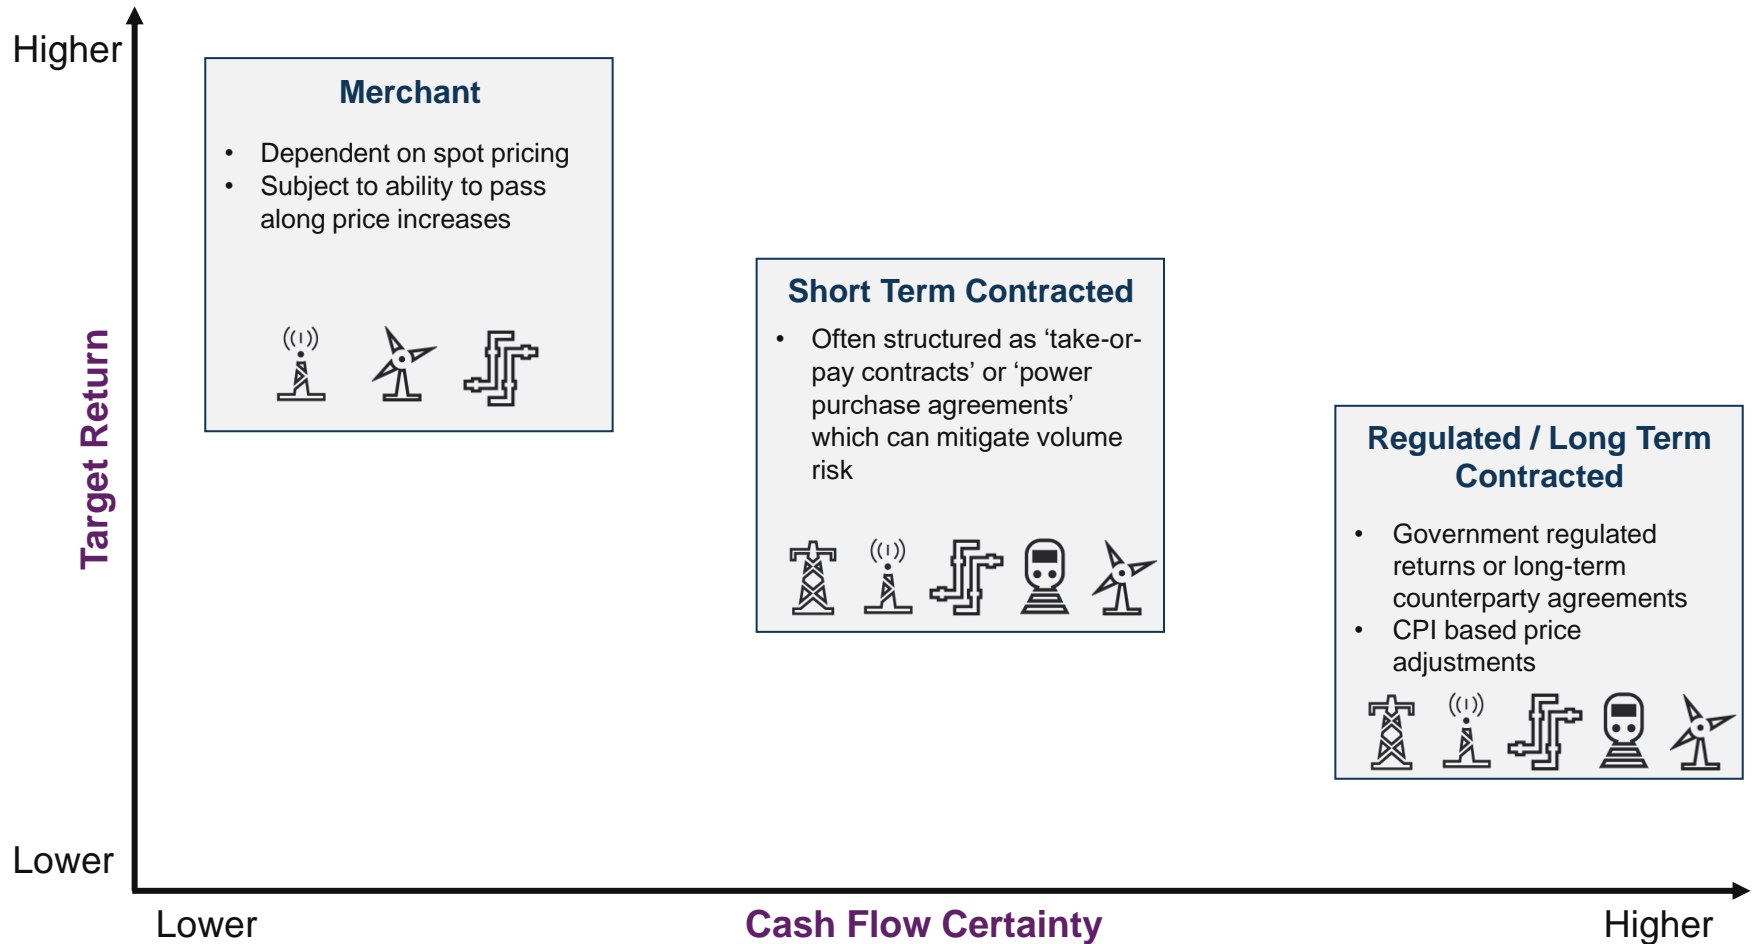 Higher
Merchant
• Dependent on spot pricing
• Subject to ability to pass
along price increases
Short Term Contracted
• Often structured as ‘take-or-
pay contracts’ or ‘power
purchase agreements’
which can mitigate volume
risk
Regulated / Long Term
Contracted
• Government regulated
returns or long-term
counterparty agreements
• CPI based price
adjustments
Target Return
Lower
Lower
Cash Flow Certainty
Higher